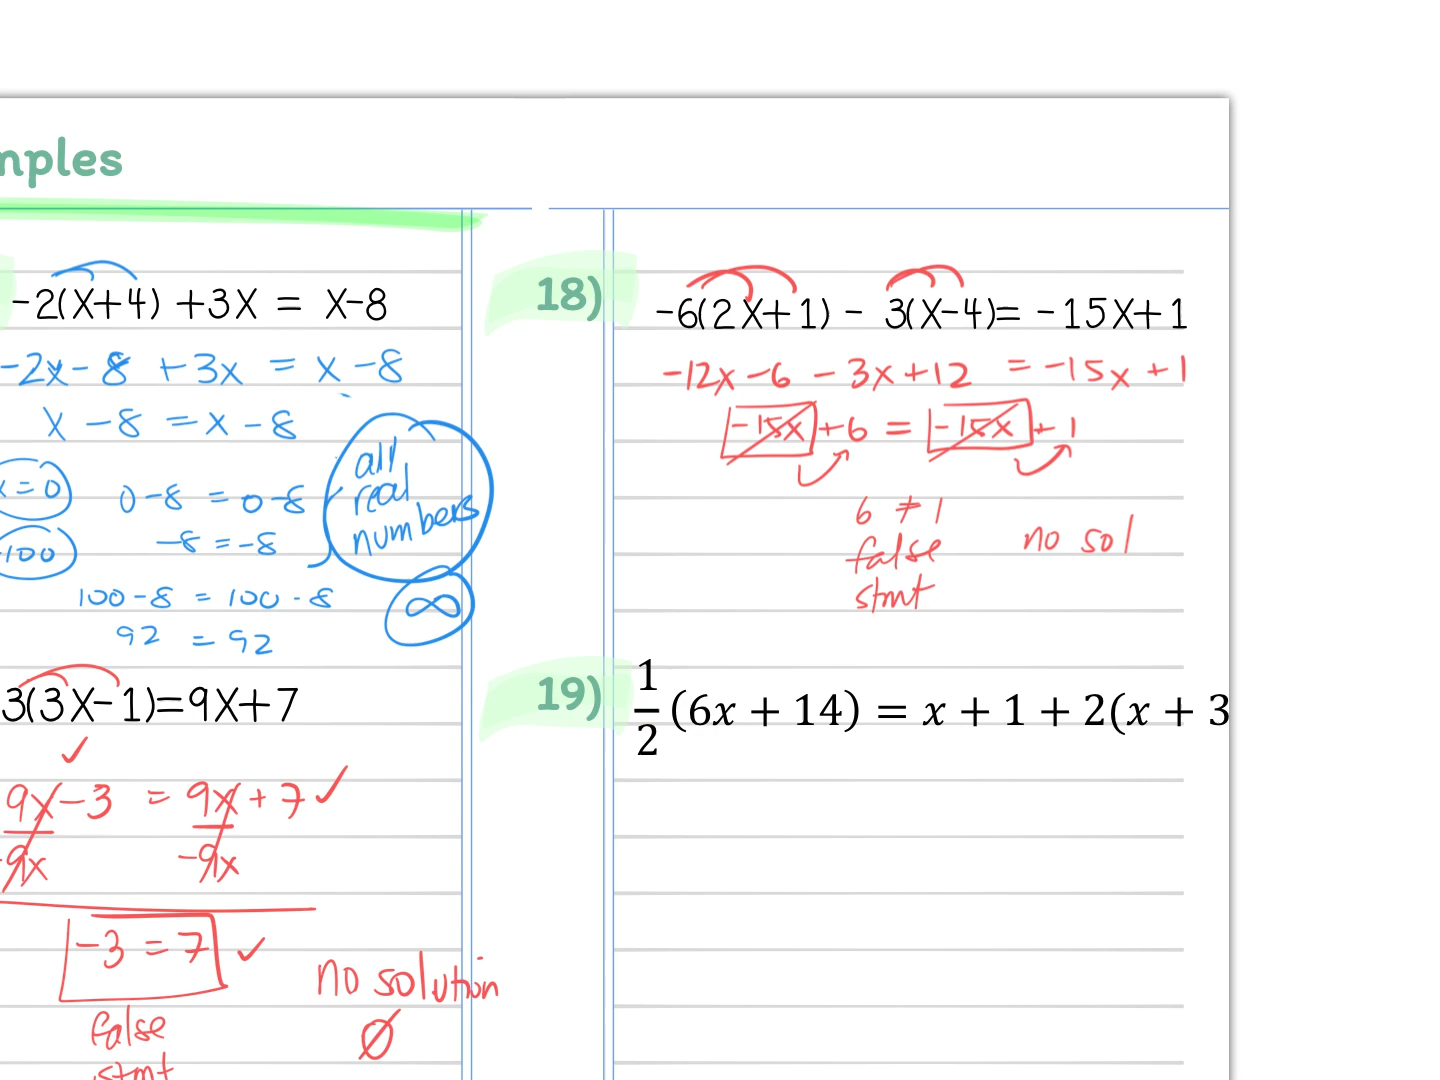 mples
-2(x+4) +3x = x-8
-2x - 8 +3x = x -8
x -8 = x - 8
x=0
0-8 = 0-8
-8 = -8
100
100-8 = 100-8
92 = 92
all
real
numbers
∞
3(3x-1)=9x+7
✓
9x-3 = 9x+7 ✓
-9x -9x
-3 = 7 ✓
false
stmt
no solution
∅
18) -6(2x+1) - 3(x-4)= -15x+1
-12x -6 - 3x+12 = -15x +1
-15x +6 = -15x + 1
6 ≠ 1
false
stmt
no sol
19) 1/2 (6x + 14) = x + 1 + 2(x + 3